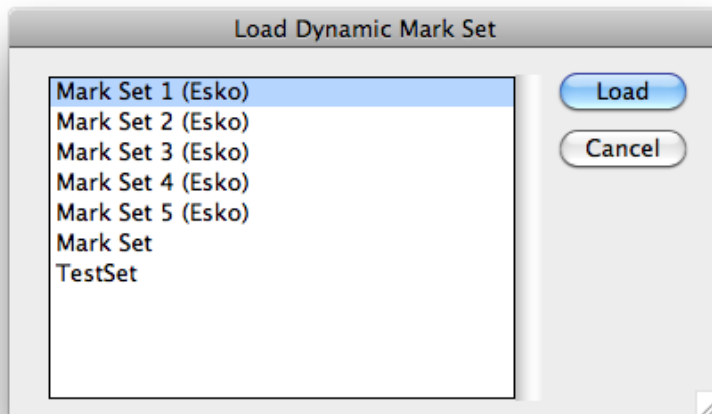 Load Dynamic Mark Set
Mark Set 1 (Esko)
Mark Set 2 (Esko)
Mark Set 3 (Esko)
Mark Set 4 (Esko)
Mark Set 5 (Esko)
Mark Set
TestSet
Load
Cancel